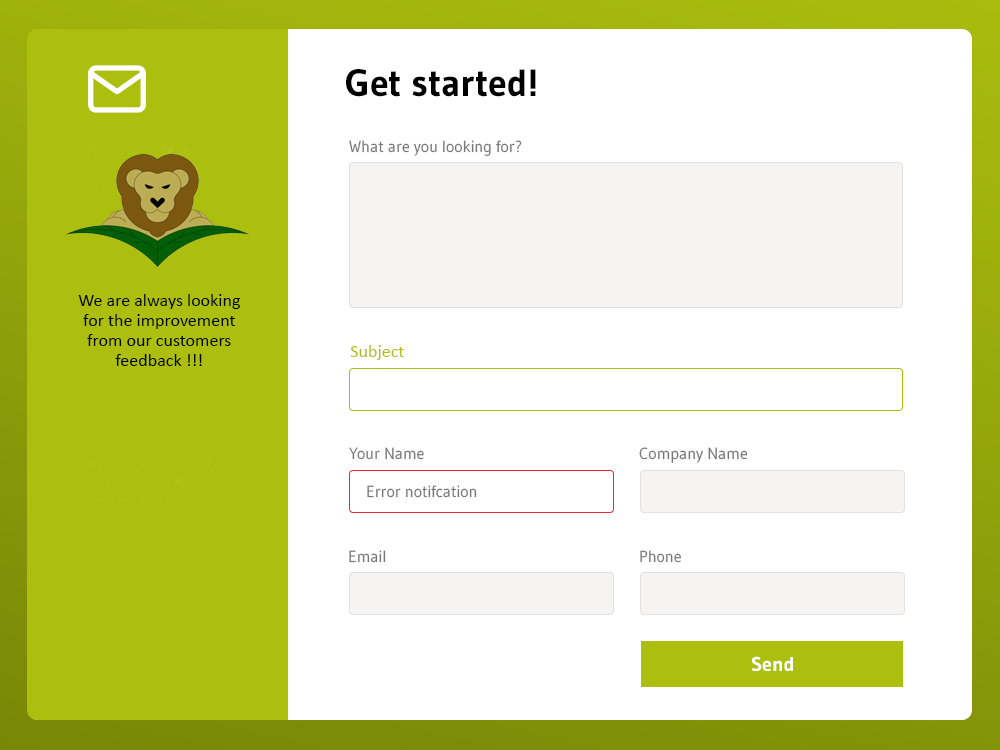 Get started!
What are you looking for?
We are always looking
for the improvement
from our customers
feedback !!!
Subject
Your Name
Company Name
Error notifcation
Email
Phone
Send